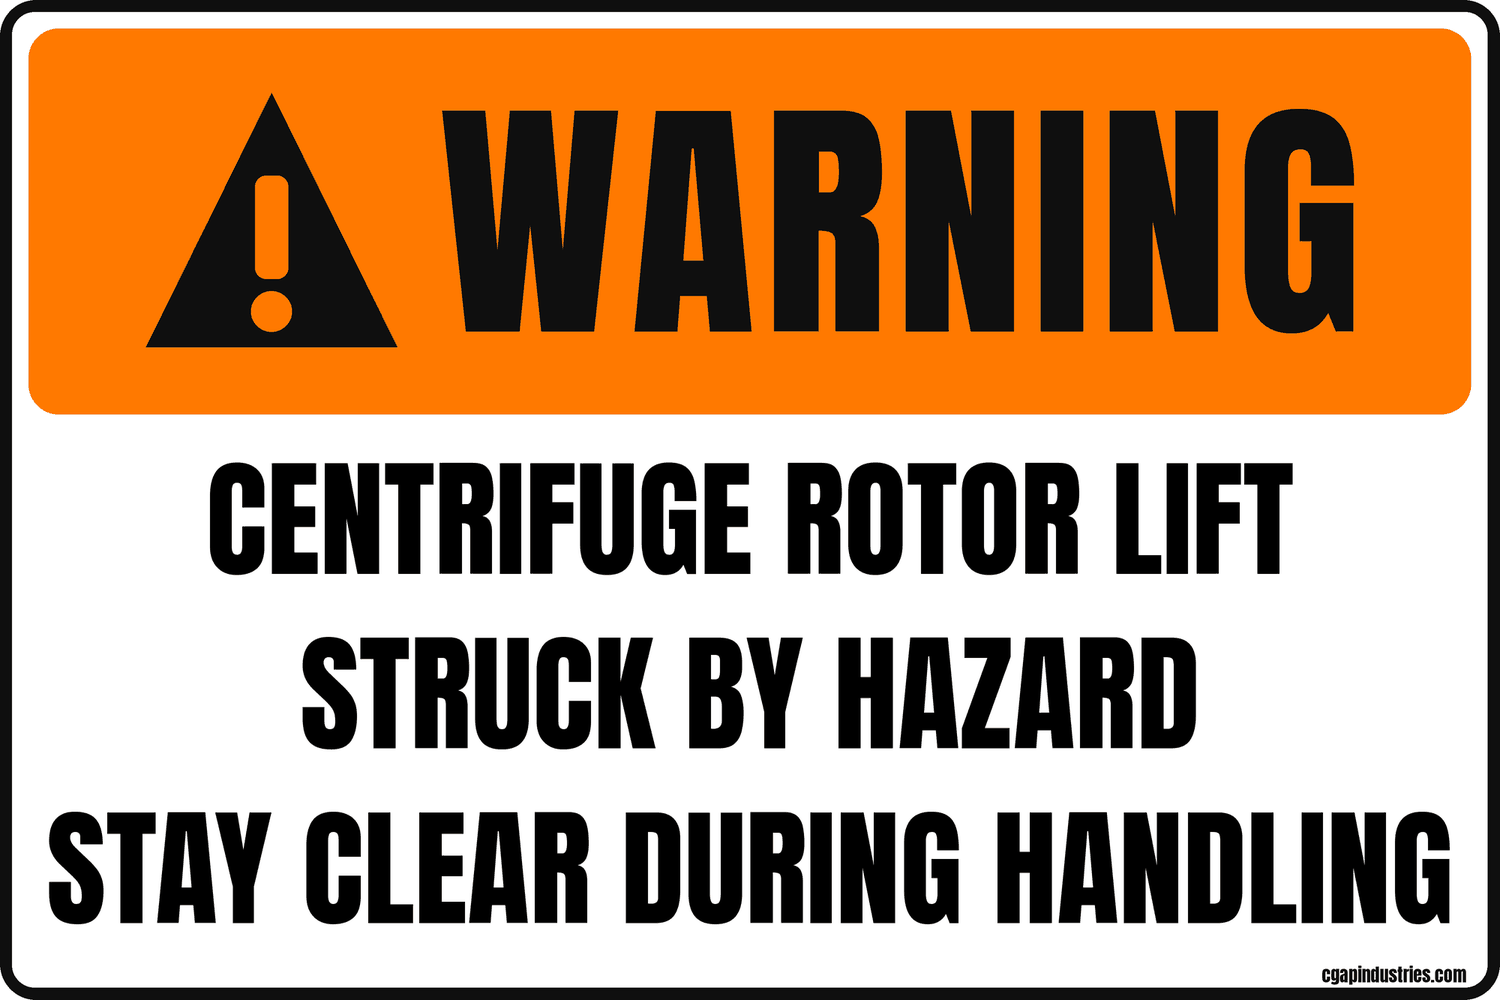 WARNING
CENTRIFUGE ROTOR LIFT
STRUCK BY HAZARD
STAY CLEAR DURING HANDLING
cgapindustries.com